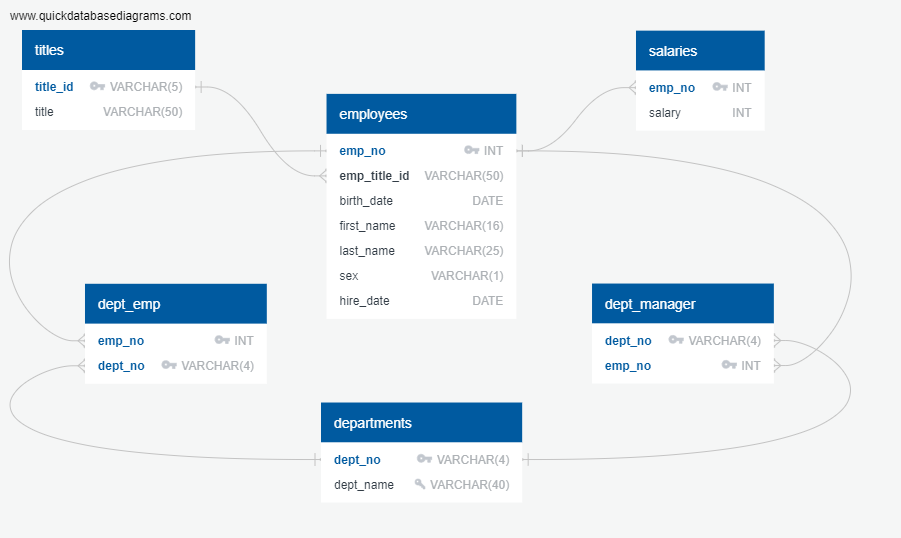 www.quickdatabasediagrams.com
titles
title_id VARCHAR(5)
title VARCHAR(50)
salaries
emp_no INT
salary INT
employees
emp_no INT
emp_title_id VARCHAR(50)
birth_date DATE
first_name VARCHAR(16)
last_name VARCHAR(25)
sex VARCHAR(1)
hire_date DATE
dept_emp
emp_no INT
dept_no VARCHAR(4)
dept_manager
dept_no VARCHAR(4)
emp_no INT
departments
dept_no VARCHAR(4)
dept_name VARCHAR(40)